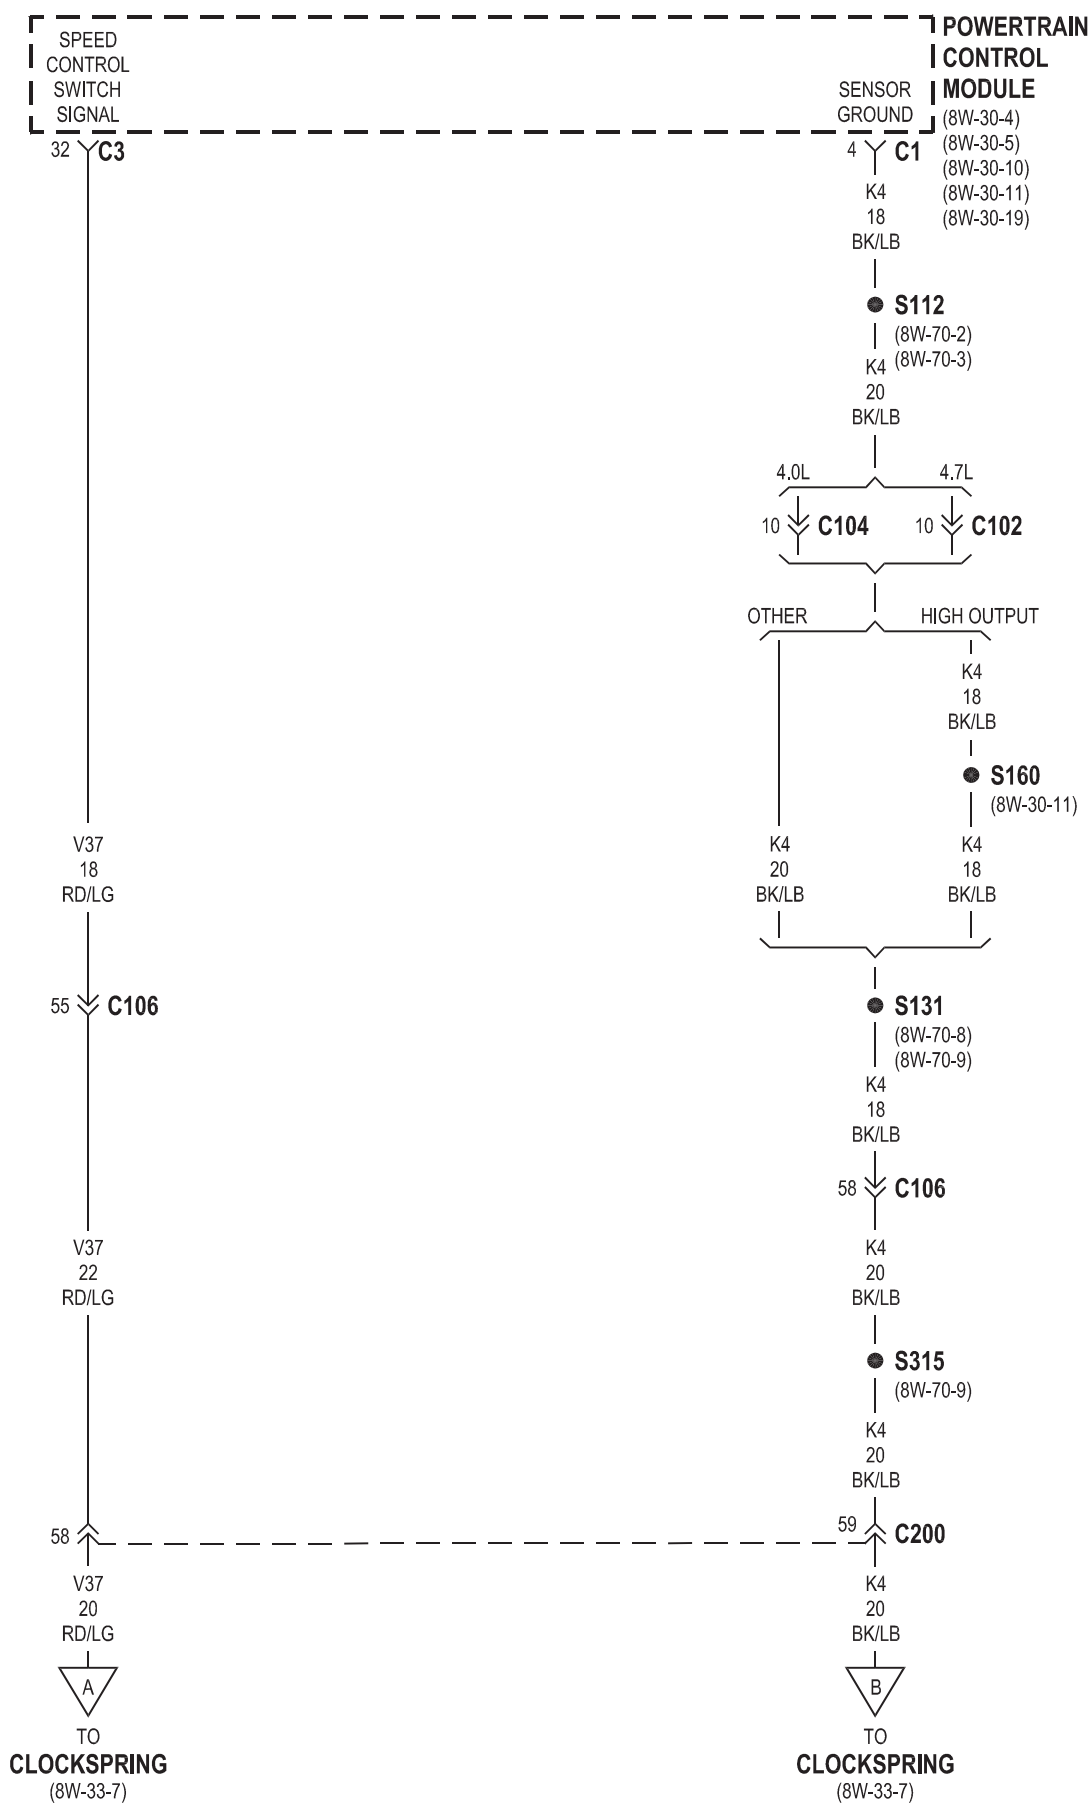 SPEED
CONTROL
SWITCH
SIGNAL
SENSOR
GROUND
POWERTRAIN
CONTROL
MODULE
(8W-30-4)
(8W-30-5)
(8W-30-10)
(8W-30-11)
(8W-30-19)
32 C3
4 C1
K4
18
BK/LB
S112
(8W-70-2)
(8W-70-3)
K4
20
BK/LB
4.0L 4.7L
10 C104 10 C102
OTHER HIGH OUTPUT
K4
18
BK/LB
S160
(8W-30-11)
V37
18
RD/LG
K4
20
BK/LB
K4
18
BK/LB
55 C106
S131
(8W-70-8)
(8W-70-9)
K4
18
BK/LB
58 C106
V37
22
RD/LG
K4
20
BK/LB
S315
(8W-70-9)
K4
20
BK/LB
58
59 C200
V37
20
RD/LG
K4
20
BK/LB
A
B
TO
CLOCKSPRING
(8W-33-7)
TO
CLOCKSPRING
(8W-33-7)